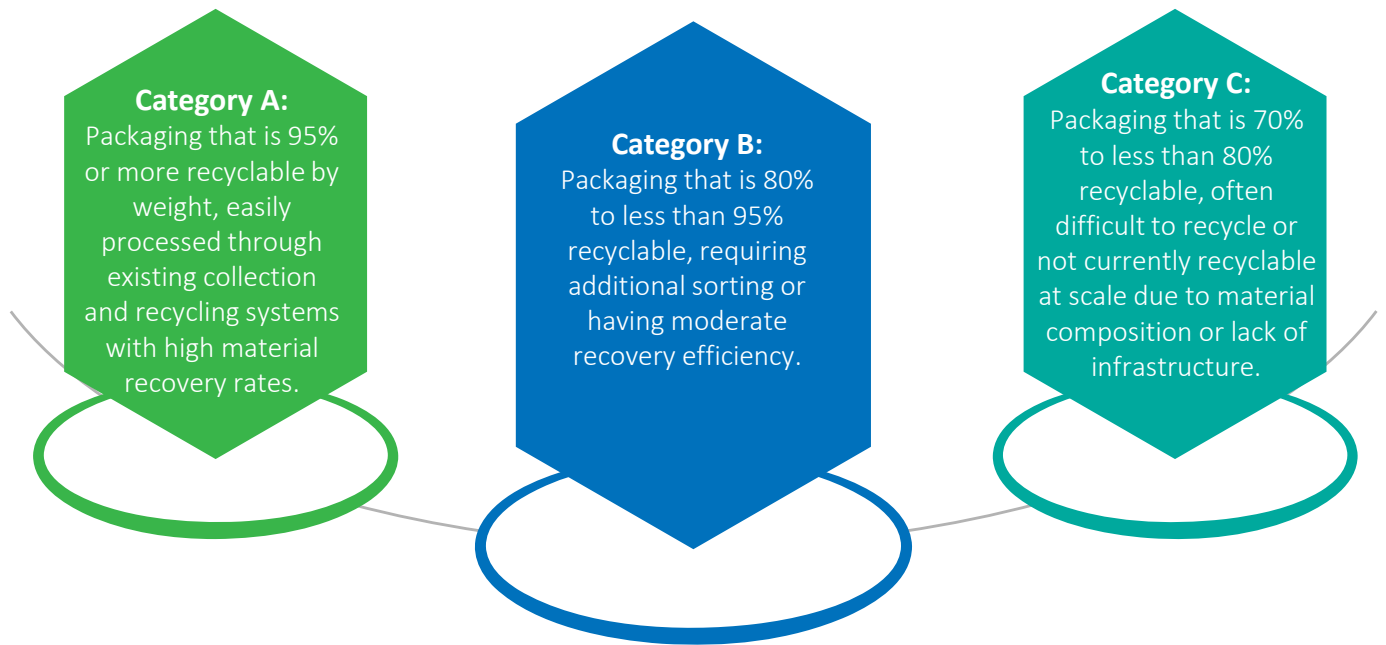 Category A:
Packaging that is 95%
or more recyclable by
weight, easily
processed through
existing collection
and recycling systems
with high material
recovery rates.
Category B:
Packaging that is 80%
to less than 95%
recyclable, requiring
additional sorting or
having moderate
recovery efficiency.
Category C:
Packaging that is 70%
to less than 80%
recyclable, often
difficult to recycle or
not currently recyclable
at scale due to material
composition or lack of
infrastructure.